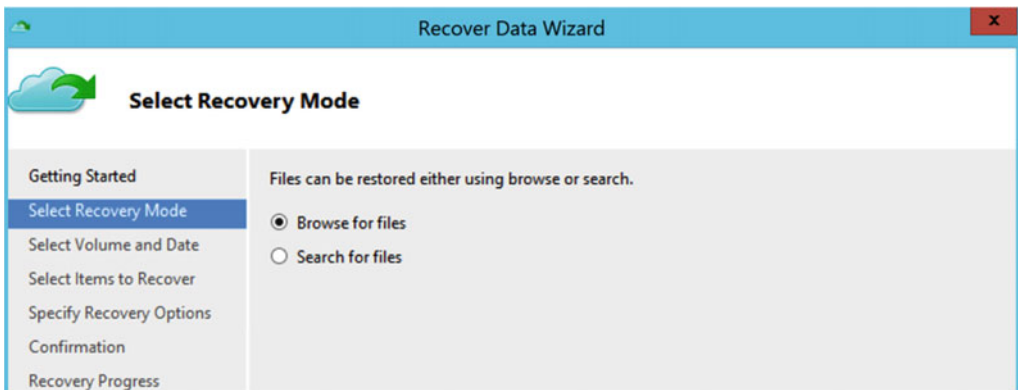 Recover Data Wizard
x
Select Recovery Mode
Getting Started
Select Recovery Mode
Select Volume and Date
Select Items to Recover
Specify Recovery Options
Confirmation
Recovery Progress
Files can be restored either using browse or search.
Browse for files
Search for files